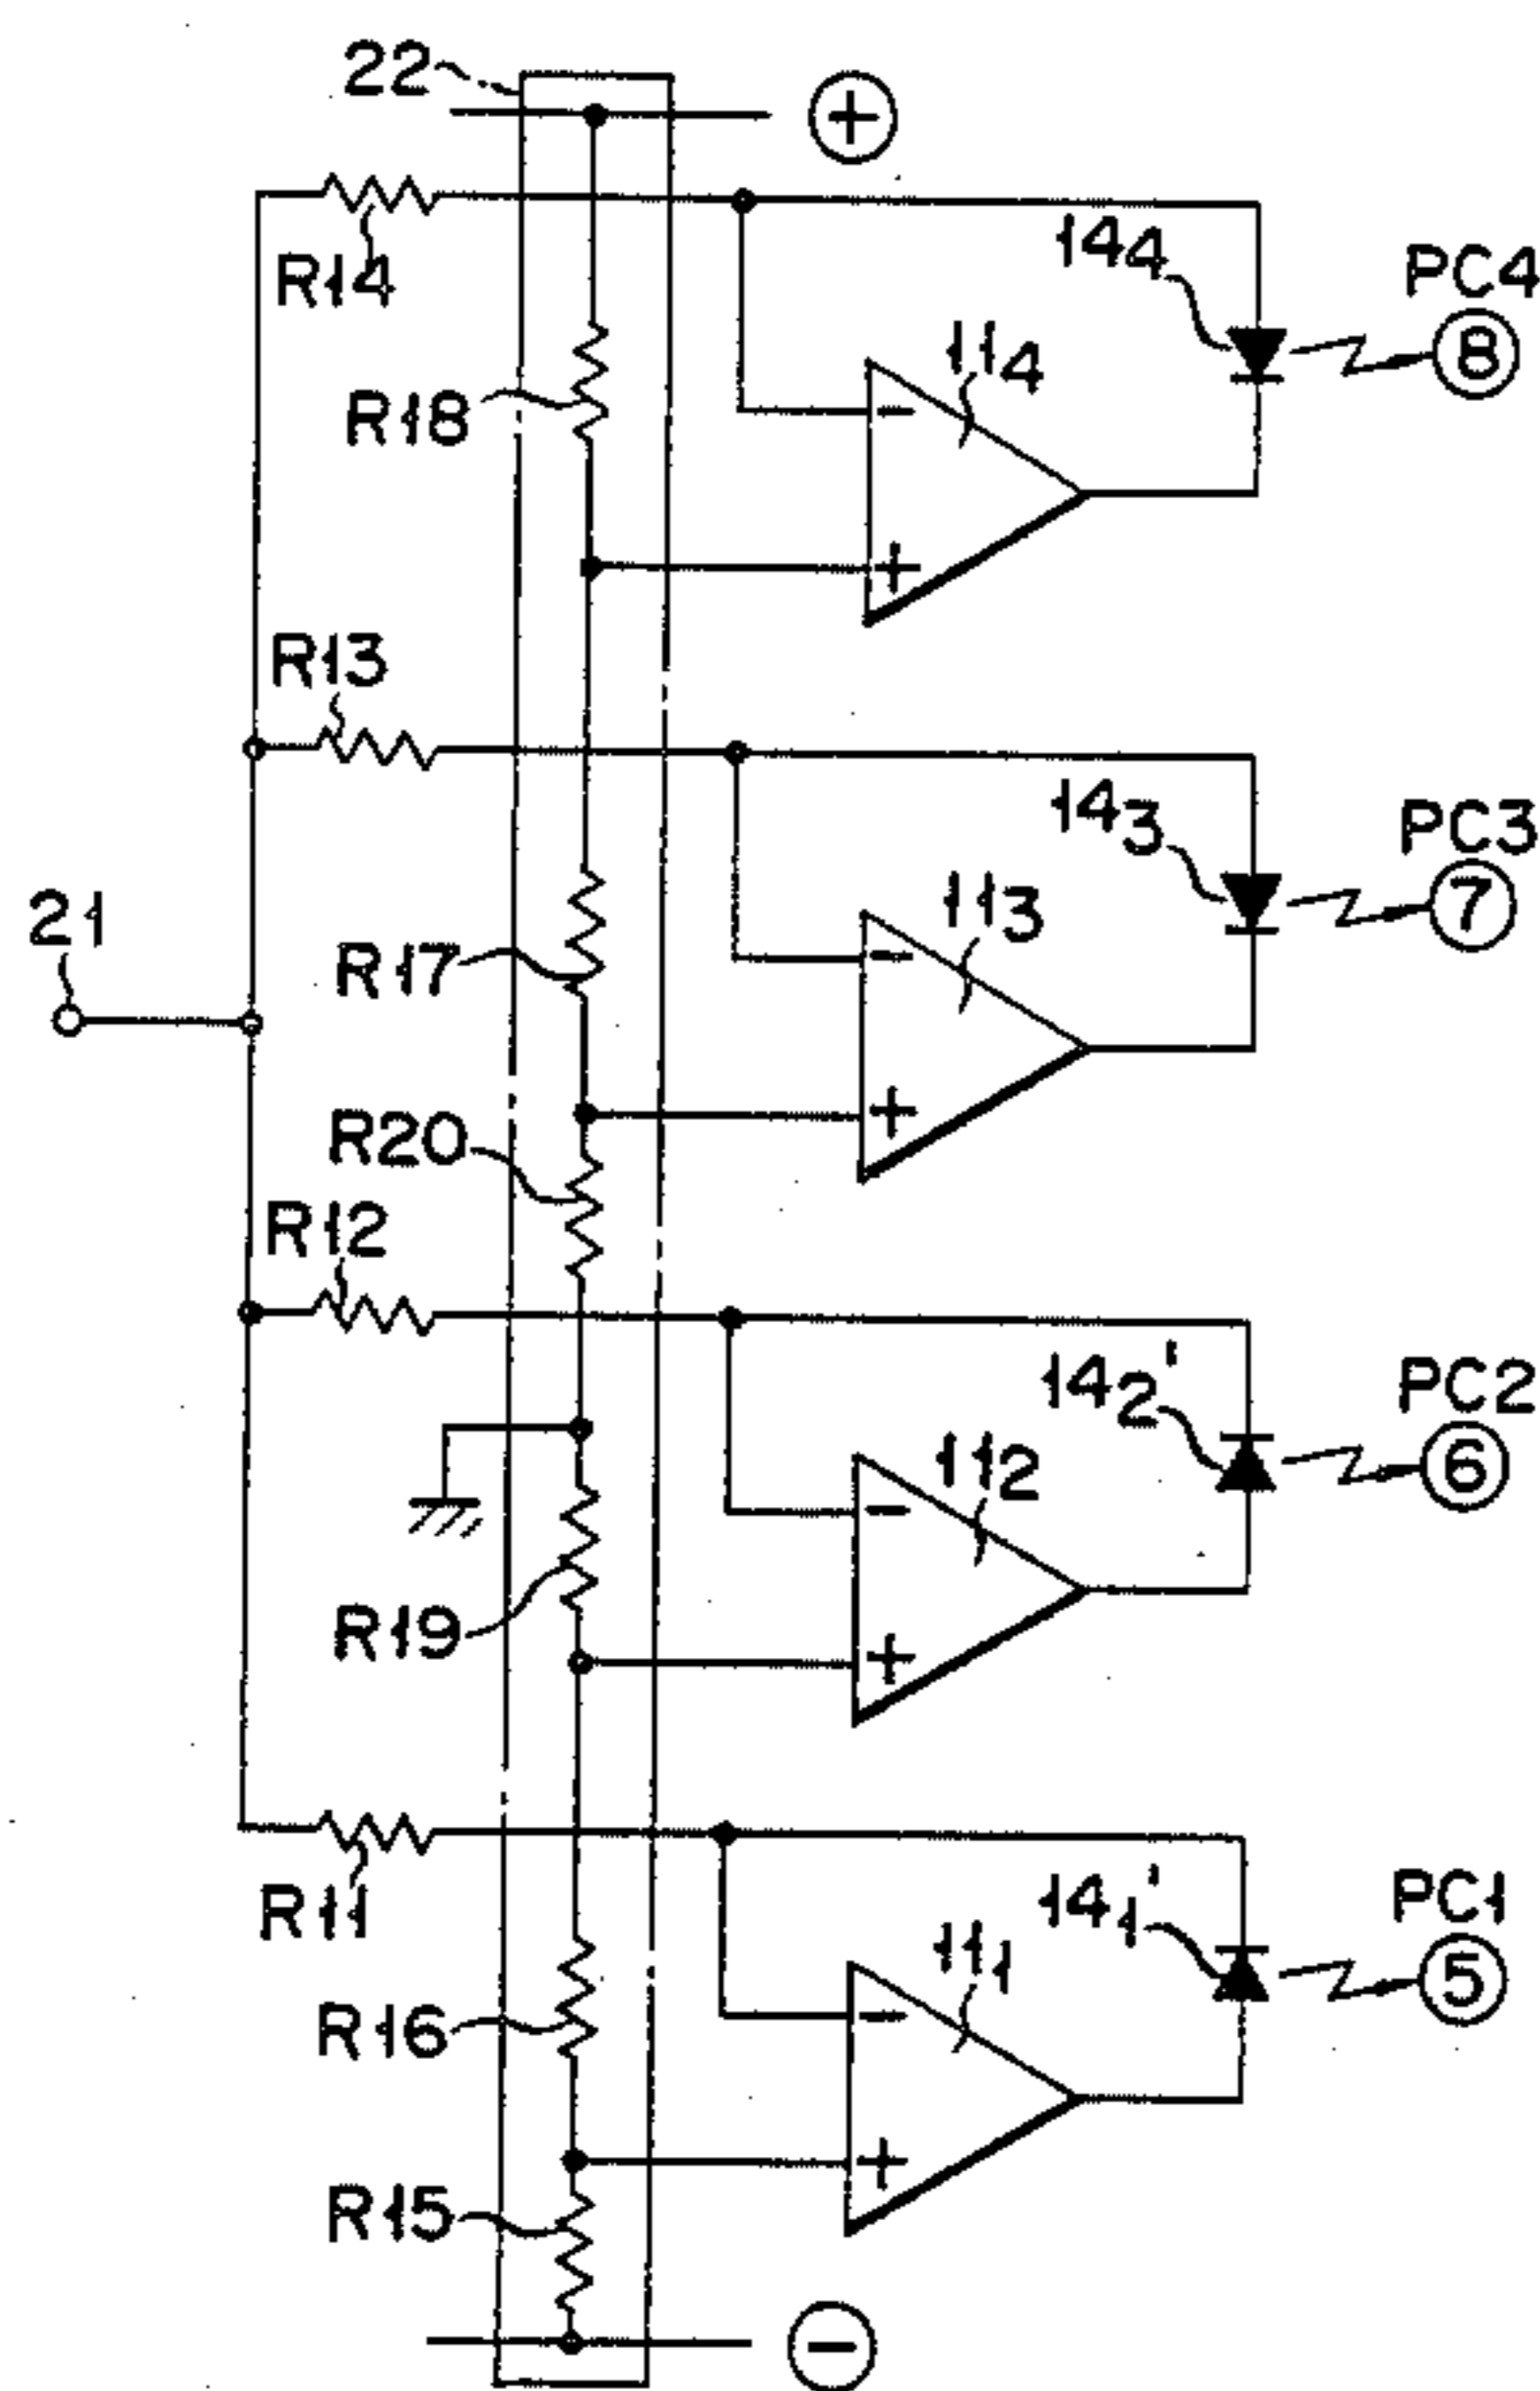 22
+
R14
14₄
PC4
8
R18
11₄
−
+
R13
14₃
PC3
7
21
R17
11₃
−
+
R20
R12
14₂'
PC2
6
11₂
−
R19
+
R11
14₁'
PC1
5
R16
11₁
−
+
R15
−